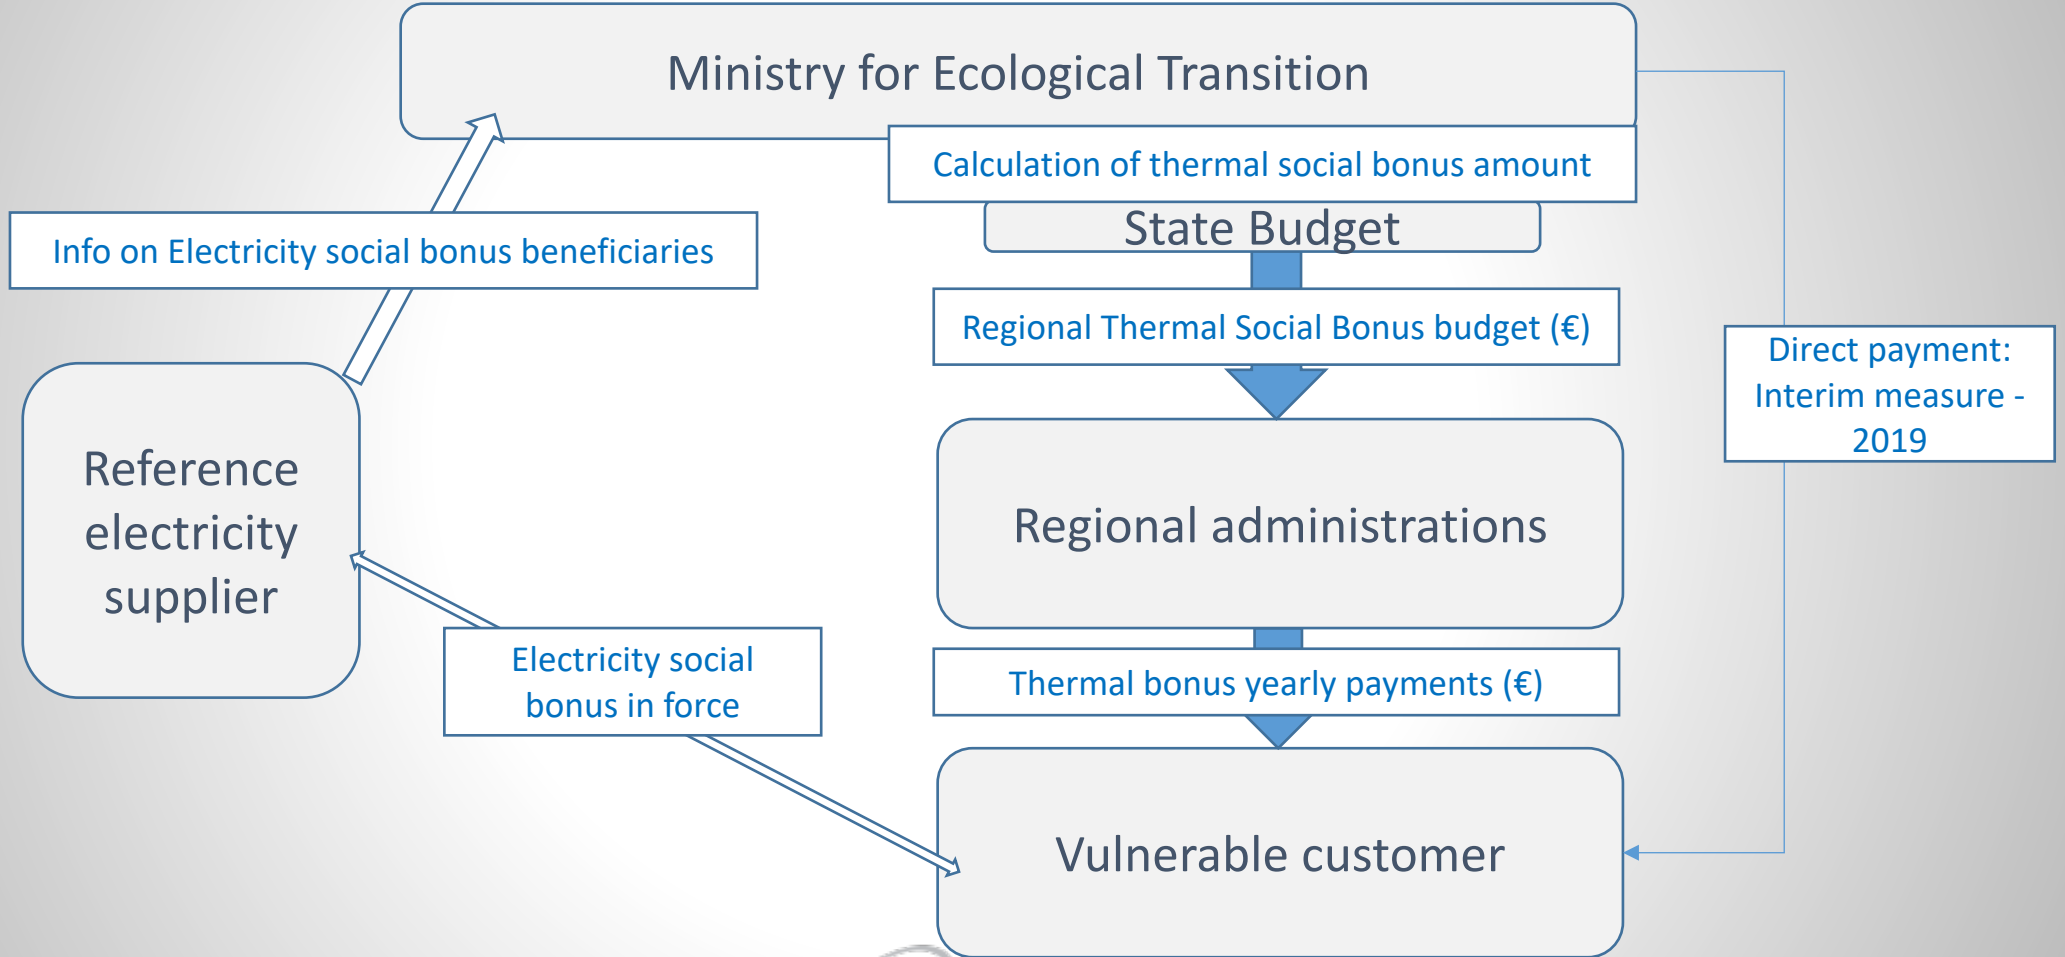 Ministry for Ecological Transition
Calculation of thermal social bonus amount
State Budget
Info on Electricity social bonus beneficiaries
Regional Thermal Social Bonus budget (€)
Direct payment:
Interim measure -
2019
Reference
electricity
supplier
Regional administrations
Electricity social
bonus in force
Thermal bonus yearly payments (€)
Vulnerable customer